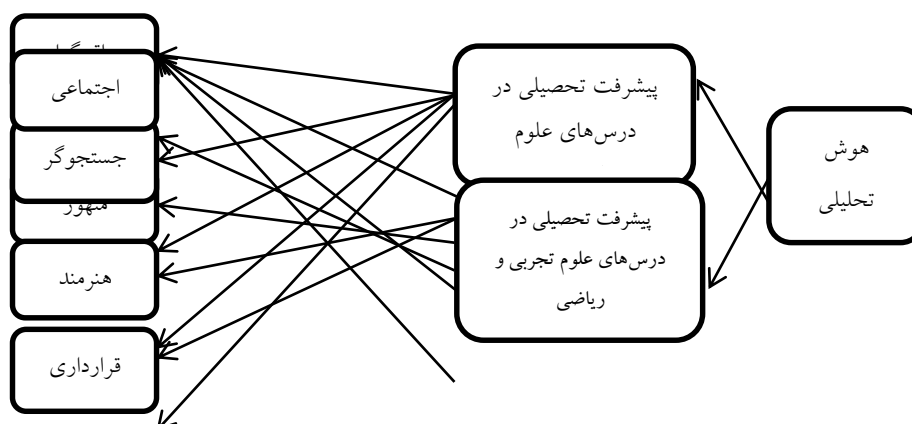 هوش
تحلیلی
پیشرفت تحصیلی در
درس‌های علوم
پیشرفت تحصیلی در
درس‌های علوم تجربی و
ریاضی
اجتماعی
جستجوگر
هنرمند
قرارداری